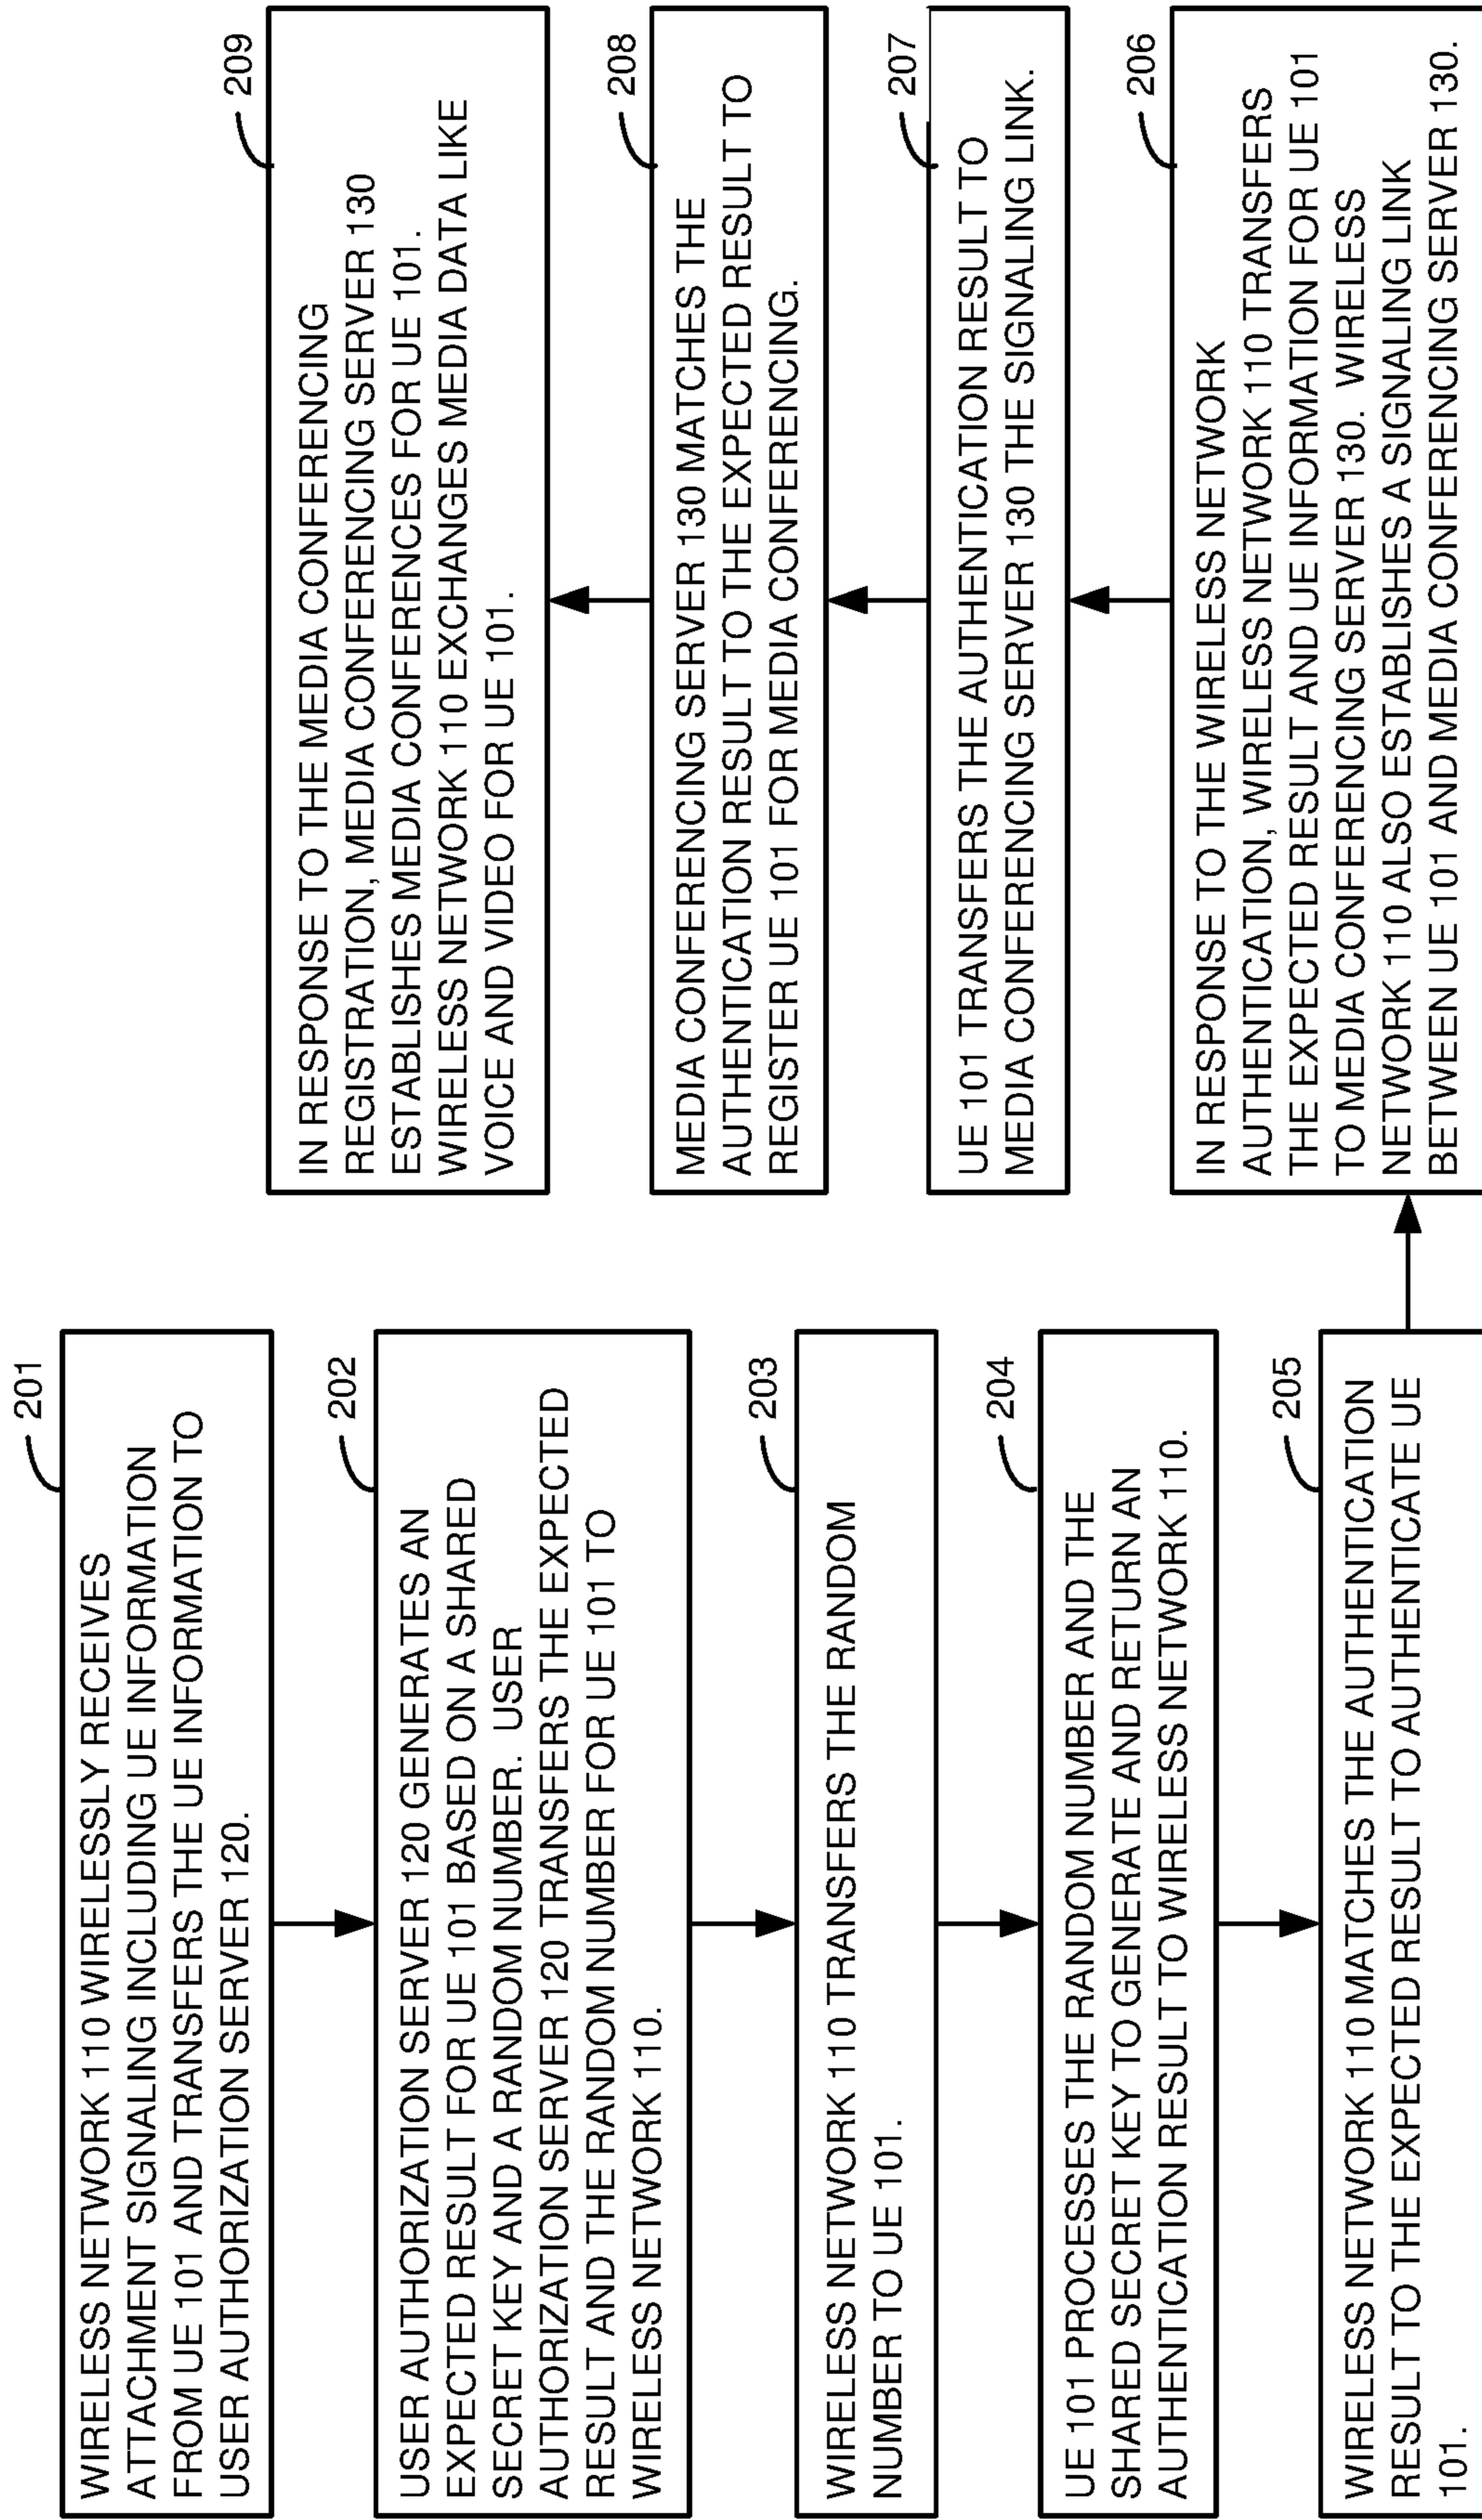 201
WIRELESS NETWORK 110 WIRELESSLY RECEIVES
ATTACHMENT SIGNALING INCLUDING UE INFORMATION
FROM UE 101 AND TRANSFERS THE UE INFORMATION TO
USER AUTHORIZATION SERVER 120.
202
USER AUTHORIZATION SERVER 120 GENERATES AN
EXPECTED RESULT FOR UE 101 BASED ON A SHARED
SECRET KEY AND A RANDOM NUMBER. USER
AUTHORIZATION SERVER 120 TRANSFERS THE EXPECTED
RESULT AND THE RANDOM NUMBER FOR UE 101 TO
WIRELESS NETWORK 110.
203
WIRELESS NETWORK 110 TRANSFERS THE RANDOM
NUMBER TO UE 101.
204
UE 101 PROCESSES THE RANDOM NUMBER AND THE
SHARED SECRET KEY TO GENERATE AND RETURN AN
AUTHENTICATION RESULT TO WIRELESS NETWORK 110.
205
WIRELESS NETWORK 110 MATCHES THE AUTHENTICATION
RESULT TO THE EXPECTED RESULT TO AUTHENTICATE UE
101.
206
IN RESPONSE TO THE WIRELESS NETWORK
AUTHENTICATION, WIRELESS NETWORK 110 TRANSFERS
THE EXPECTED RESULT AND UE INFORMATION FOR UE 101
TO MEDIA CONFERENCING SERVER 130. WIRELESS
NETWORK 110 ALSO ESTABLISHES A SIGNALING LINK
BETWEEN UE 101 AND MEDIA CONFERENCING SERVER 130.
207
UE 101 TRANSFERS THE AUTHENTICATION RESULT TO
MEDIA CONFERENCING SERVER 130 THE SIGNALING LINK.
208
MEDIA CONFERENCING SERVER 130 MATCHES THE
AUTHENTICATION RESULT TO THE EXPECTED RESULT TO
REGISTER UE 101 FOR MEDIA CONFERENCING.
209
IN RESPONSE TO THE MEDIA CONFERENCING
REGISTRATION, MEDIA CONFERENCING SERVER 130
ESTABLISHES MEDIA CONFERENCES FOR UE 101.
WIRELESS NETWORK 110 EXCHANGES MEDIA DATA LIKE
VOICE AND VIDEO FOR UE 101.